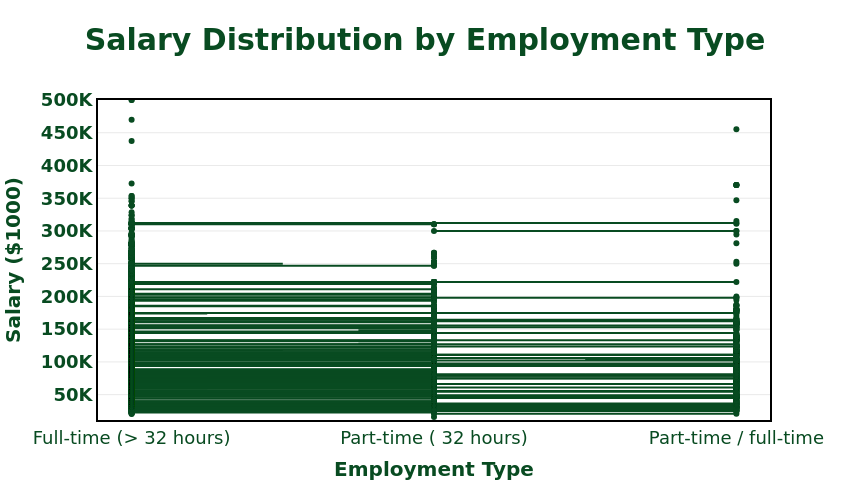 Salary Distribution by Employment Type
Salary ($1000)
500K
450K
400K
350K
300K
250K
200K
150K
100K
50K
Full-time (> 32 hours)
Part-time ( 32 hours)
Part-time / full-time
Employment Type